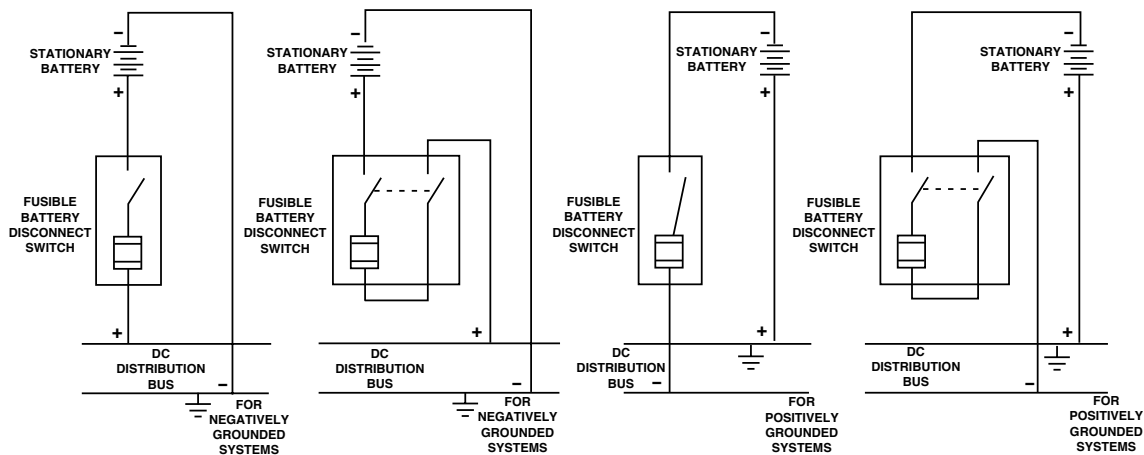 –
STATIONARY
BATTERY
+
FUSIBLE
BATTERY
DISCONNECT
SWITCH
+
DC
DISTRIBUTION
BUS
–
FOR
NEGATIVELY
GROUNDED
SYSTEMS
–
STATIONARY
BATTERY
+
FUSIBLE
BATTERY
DISCONNECT
SWITCH
+
DC
DISTRIBUTION
BUS
–
FOR
NEGATIVELY
GROUNDED
SYSTEMS
–
STATIONARY
BATTERY
+
FUSIBLE
BATTERY
DISCONNECT
SWITCH
+
DC
DISTRIBUTION
BUS
–
FOR
POSITIVELY
GROUNDED
SYSTEMS
–
STATIONARY
BATTERY
+
FUSIBLE
BATTERY
DISCONNECT
SWITCH
+
DC
DISTRIBUTION
BUS
–
FOR
POSITIVELY
GROUNDED
SYSTEMS